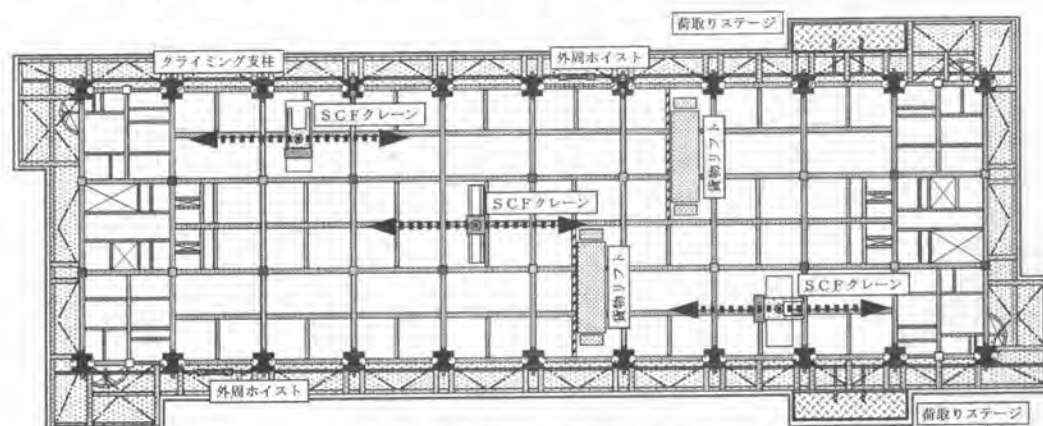 荷取りステージ
クライミング支柱
外周ホイスト
SCFクレーン
貨物リフト
SCFクレーン
貨物リフト
SCFクレーン
外周ホイスト
荷取りステージ